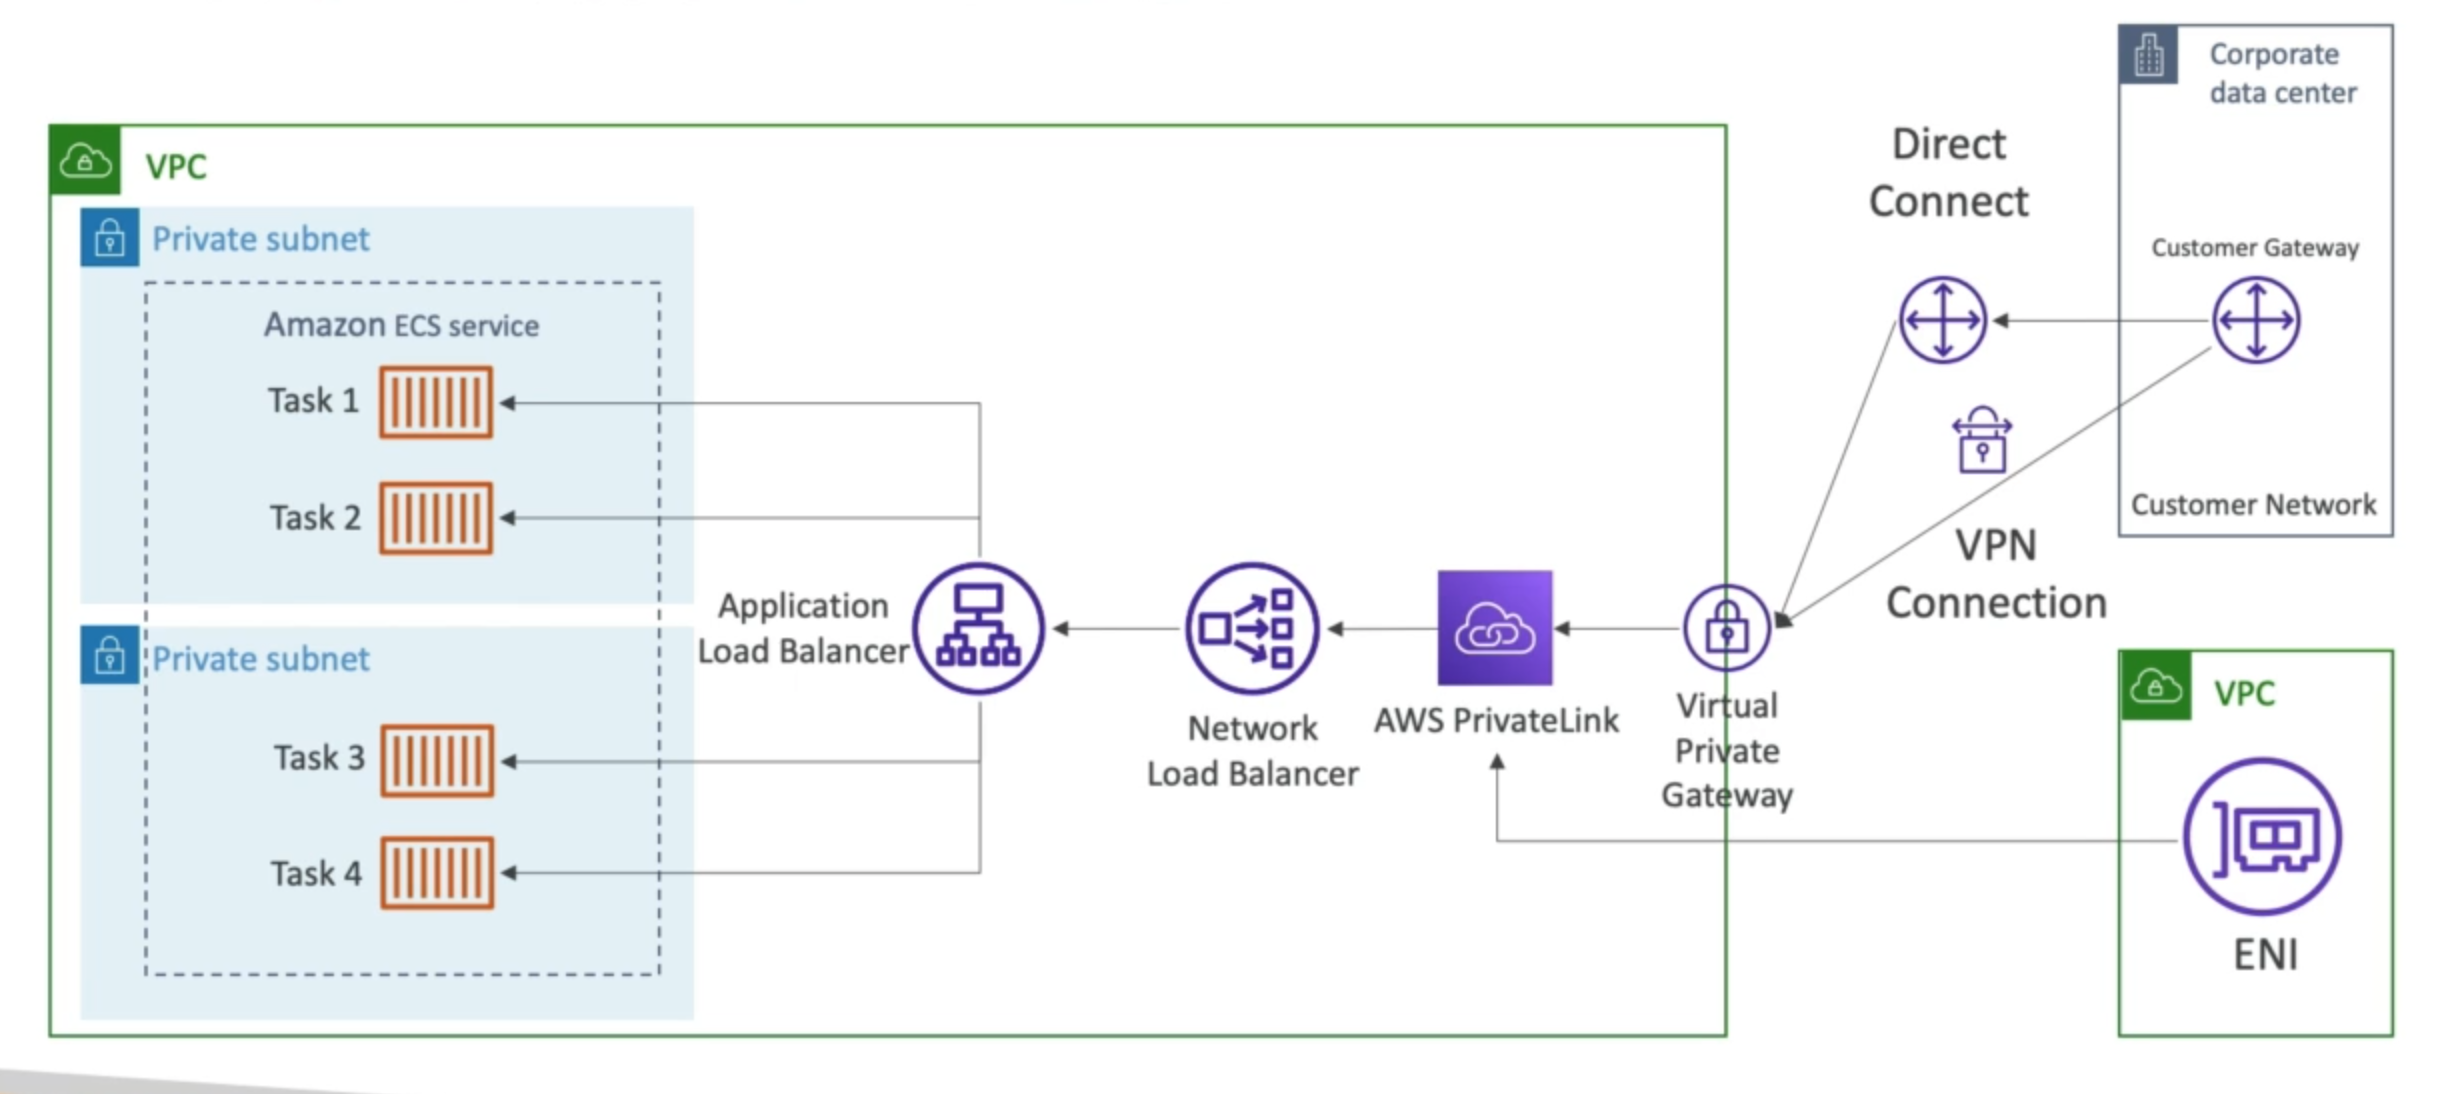 Corporate
data center
Direct
Connect
Customer Gateway
Customer Network
VPN
Connection
VPC
Private subnet
Amazon ECS service
Task 1
Task 2
Private subnet
Task 3
Task 4
Application
Load Balancer
Network
Load Balancer
AWS PrivateLink
Virtual
Private
Gateway
VPC
ENI